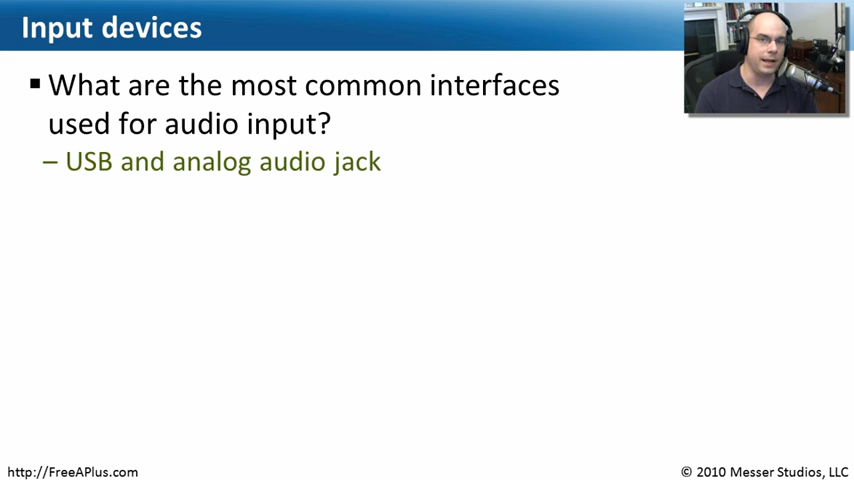 Input devices
▪ What are the most common interfaces
used for audio input?
– USB and analog audio jack
http://FreeAPlus.com
© 2010 Messer Studios, LLC